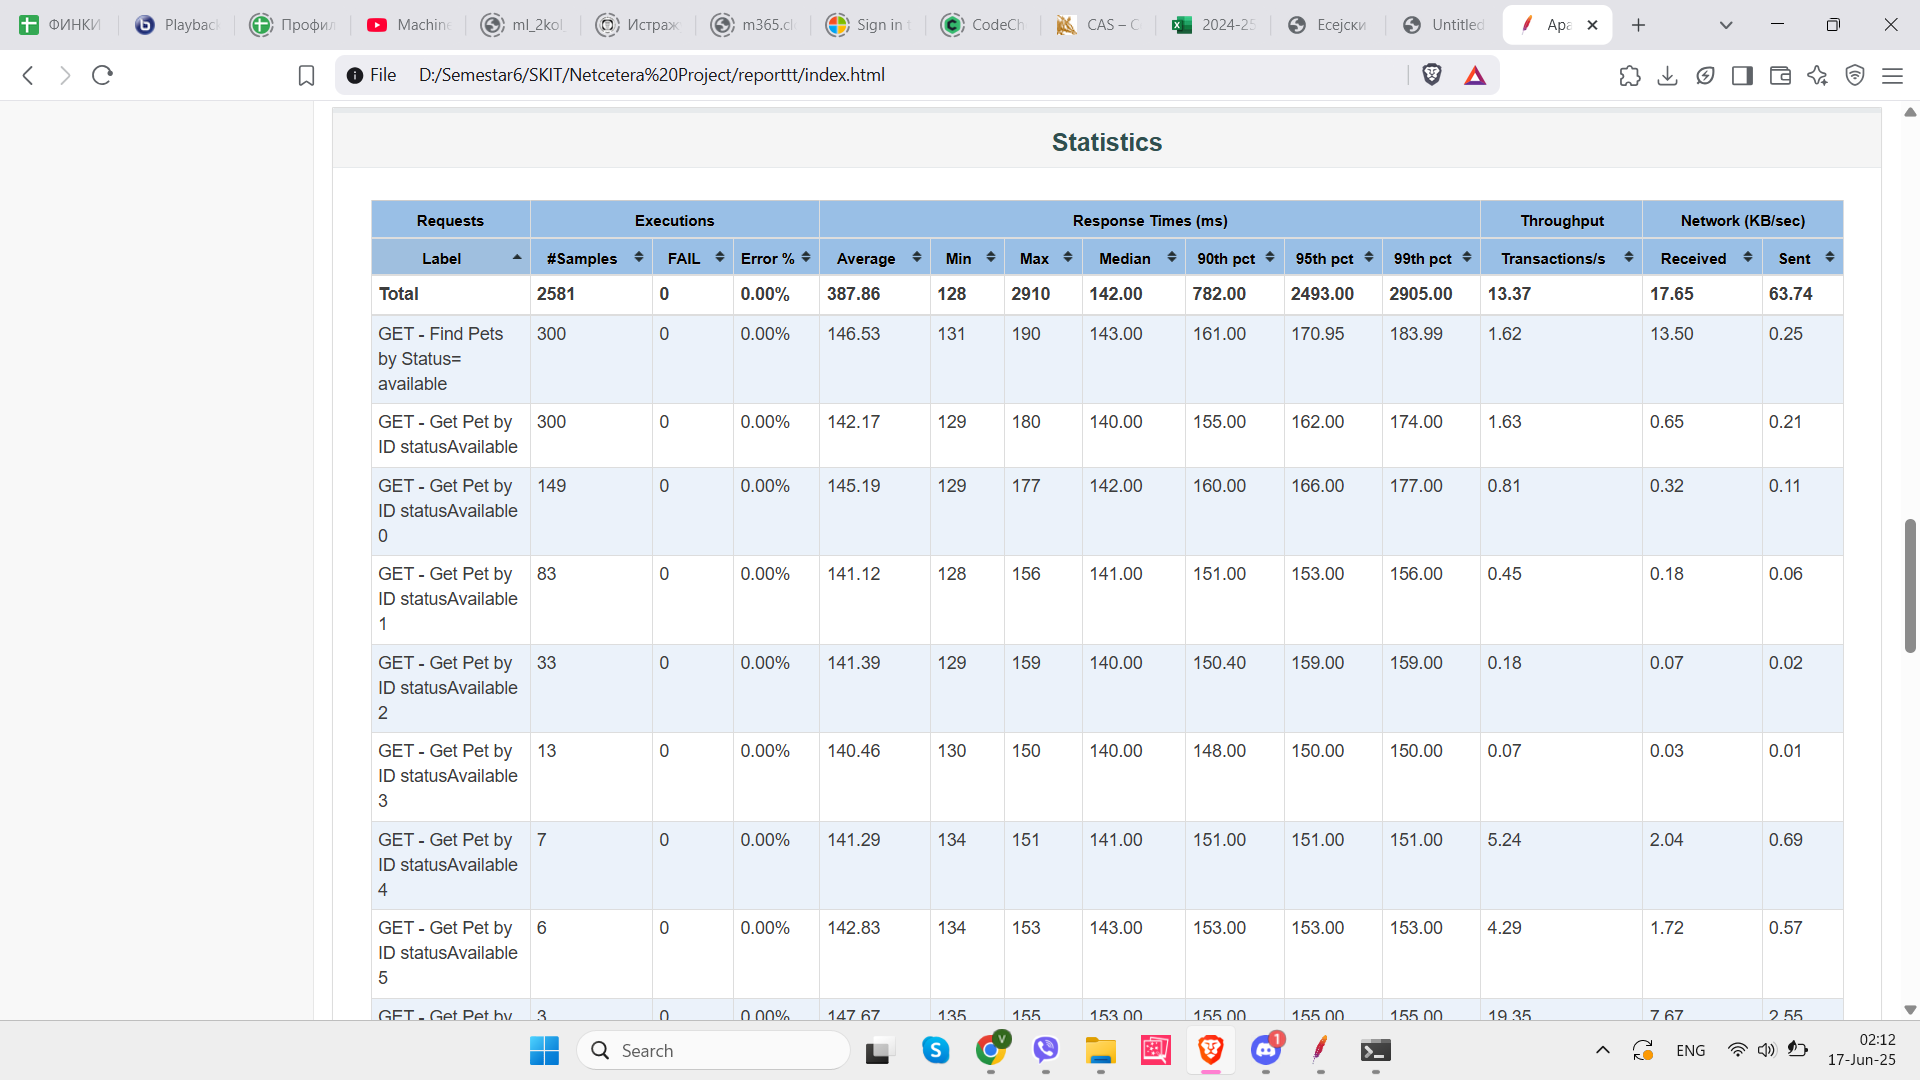 ФИНКИ Playbac Профил Machine ml_2kol Истраж m365.cl Sign in t CodeCh CAS – C 2024-25 Есејски Untitled Apa
File D:/Semestar6/SKIT/Netcetera%20Project/reporttt/index.html
Statistics
Requests Executions Response Times (ms) Throughput Network (KB/sec)
Label #Samples FAIL Error % Average Min Max Median 90th pct 95th pct 99th pct Transactions/s Received Sent
Total 2581 0 0.00% 387.86 128 2910 142.00 782.00 2493.00 2905.00 13.37 17.65 63.74
GET - Find Pets 300 0 0.00% 146.53 131 190 143.00 161.00 170.95 183.99 1.62 13.50 0.25
by Status=
available
GET - Get Pet by 300 0 0.00% 142.17 129 180 140.00 155.00 162.00 174.00 1.63 0.65 0.21
ID statusAvailable
GET - Get Pet by 149 0 0.00% 145.19 129 177 142.00 160.00 166.00 177.00 0.81 0.32 0.11
ID statusAvailable
0
GET - Get Pet by 83 0 0.00% 141.12 128 156 141.00 151.00 153.00 156.00 0.45 0.18 0.06
ID statusAvailable
1
GET - Get Pet by 33 0 0.00% 141.39 129 159 140.00 150.40 159.00 159.00 0.18 0.07 0.02
ID statusAvailable
2
GET - Get Pet by 13 0 0.00% 140.46 130 150 140.00 148.00 150.00 150.00 0.07 0.03 0.01
ID statusAvailable
3
GET - Get Pet by 7 0 0.00% 141.29 134 151 141.00 151.00 151.00 151.00 5.24 2.04 0.69
ID statusAvailable
4
GET - Get Pet by 6 0 0.00% 142.83 134 153 143.00 153.00 153.00 153.00 4.29 1.72 0.57
ID statusAvailable
5
GET - Get Pet by 3 0 0.00% 147.67 135 155 153.00 155.00 155.00 155.00 19.35 7.67 2.55
Search
V
1
ENG
02:12
17-Jun-25